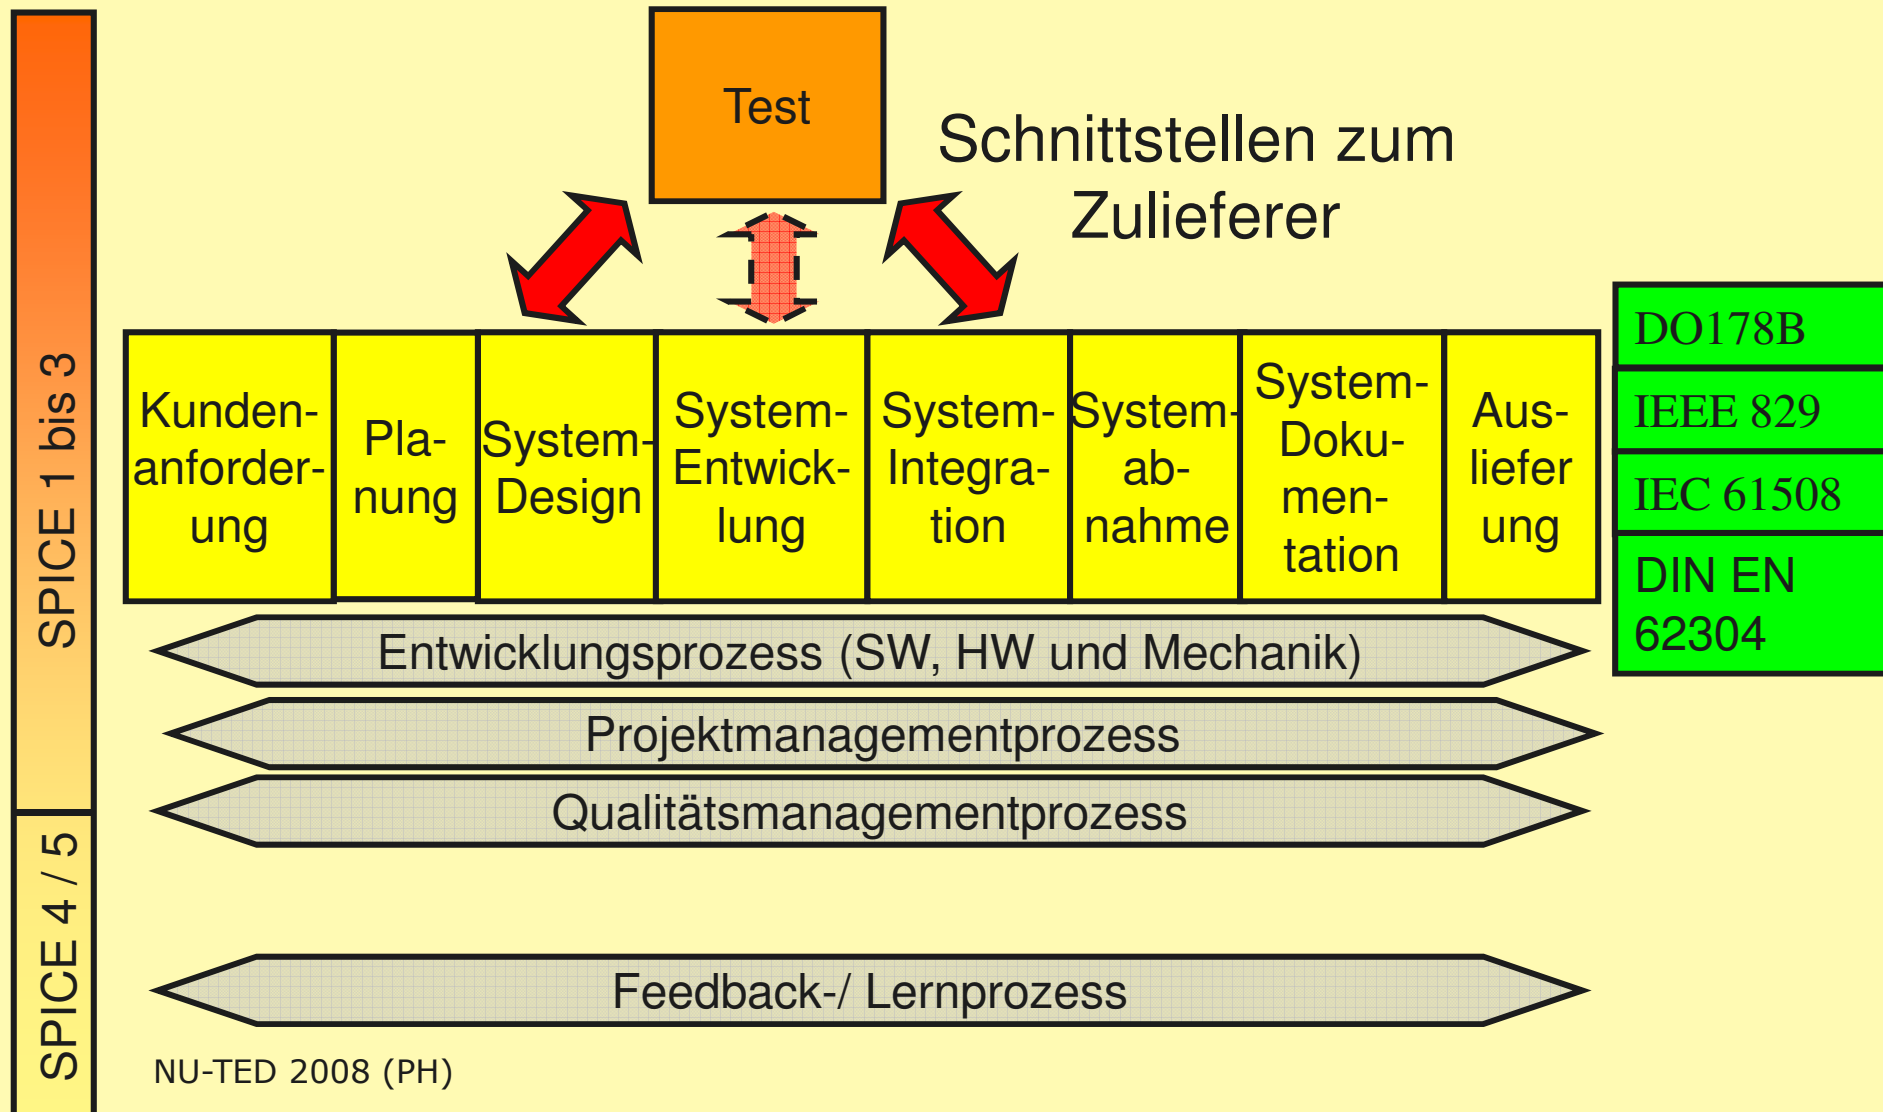 Test
Schnittstellen zum
Zulieferer
SPICE 1 bis 3
Kunden-
anforder-
ung
Pla-
nung
System-
Design
System-
Entwick-
lung
System-
Integra-
tion
System-
ab-
nahme
System-
Doku-
men-
tation
Aus-
liefer
ung
DO178B
IEEE 829
IEC 61508
DIN EN
62304
Entwicklungsprozess (SW, HW und Mechanik)
Projektmanagementprozess
Qualitätsmanagementprozess
SPICE 4 / 5
Feedback-/ Lernprozess
NU-TED 2008 (PH)